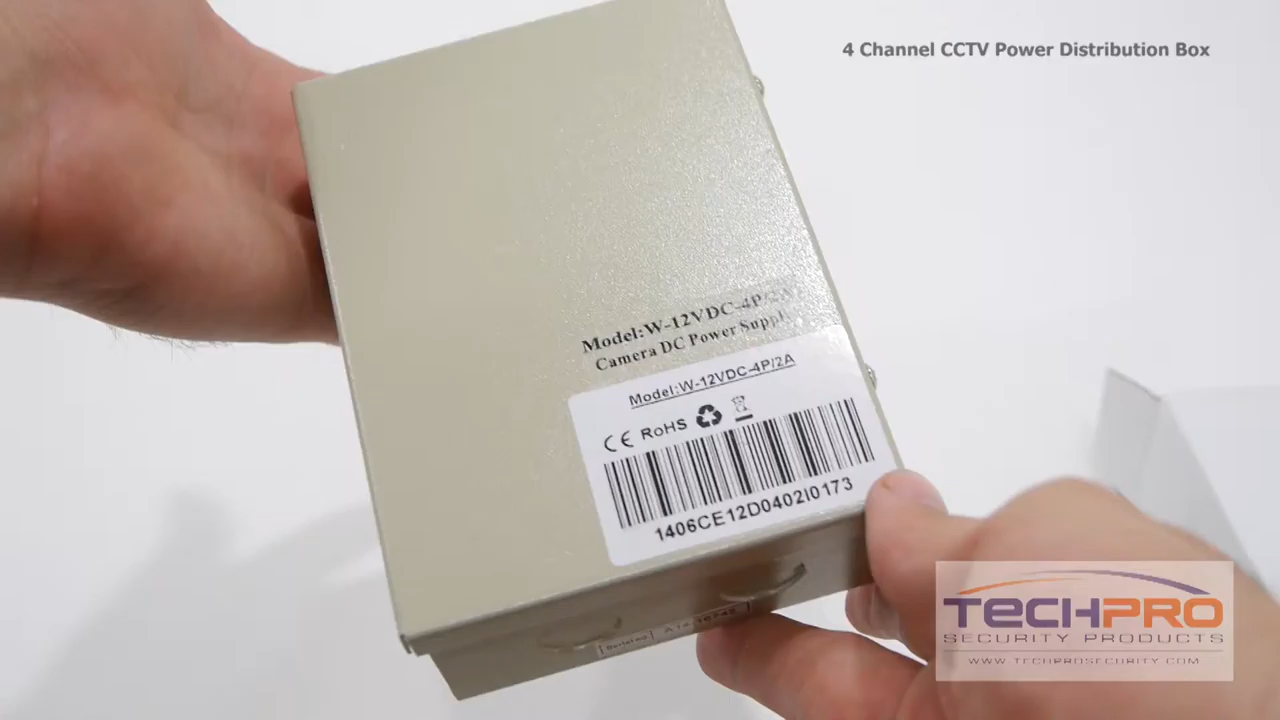 4 Channel CCTV Power Distribution Box
Model:W-12VDC-4P/2A
Camera DC Power Supply
Model:W-12VDC-4P/2A
CE RoHS
1406CE12D0402I0173
TECHPRO
SECURITY PRODUCTS
WWW.TECHPROSECURITY.COM